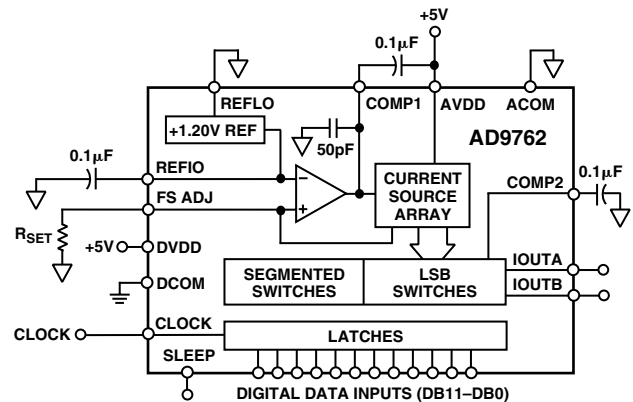 +5V
0.1µF
REFLO
COMP1
AVDD
ACOM
+1.20V REF
50pF
AD9762
0.1µF
REFIO
CURRENT
SOURCE
ARRAY
COMP2
0.1µF
FS ADJ
RSET
+5V
DVDD
DCOM
SEGMENTED
SWITCHES
LSB
SWITCHES
IOUTA
IOUTB
CLOCK
CLOCK
LATCHES
SLEEP
DIGITAL DATA INPUTS (DB11–DB0)
−
+